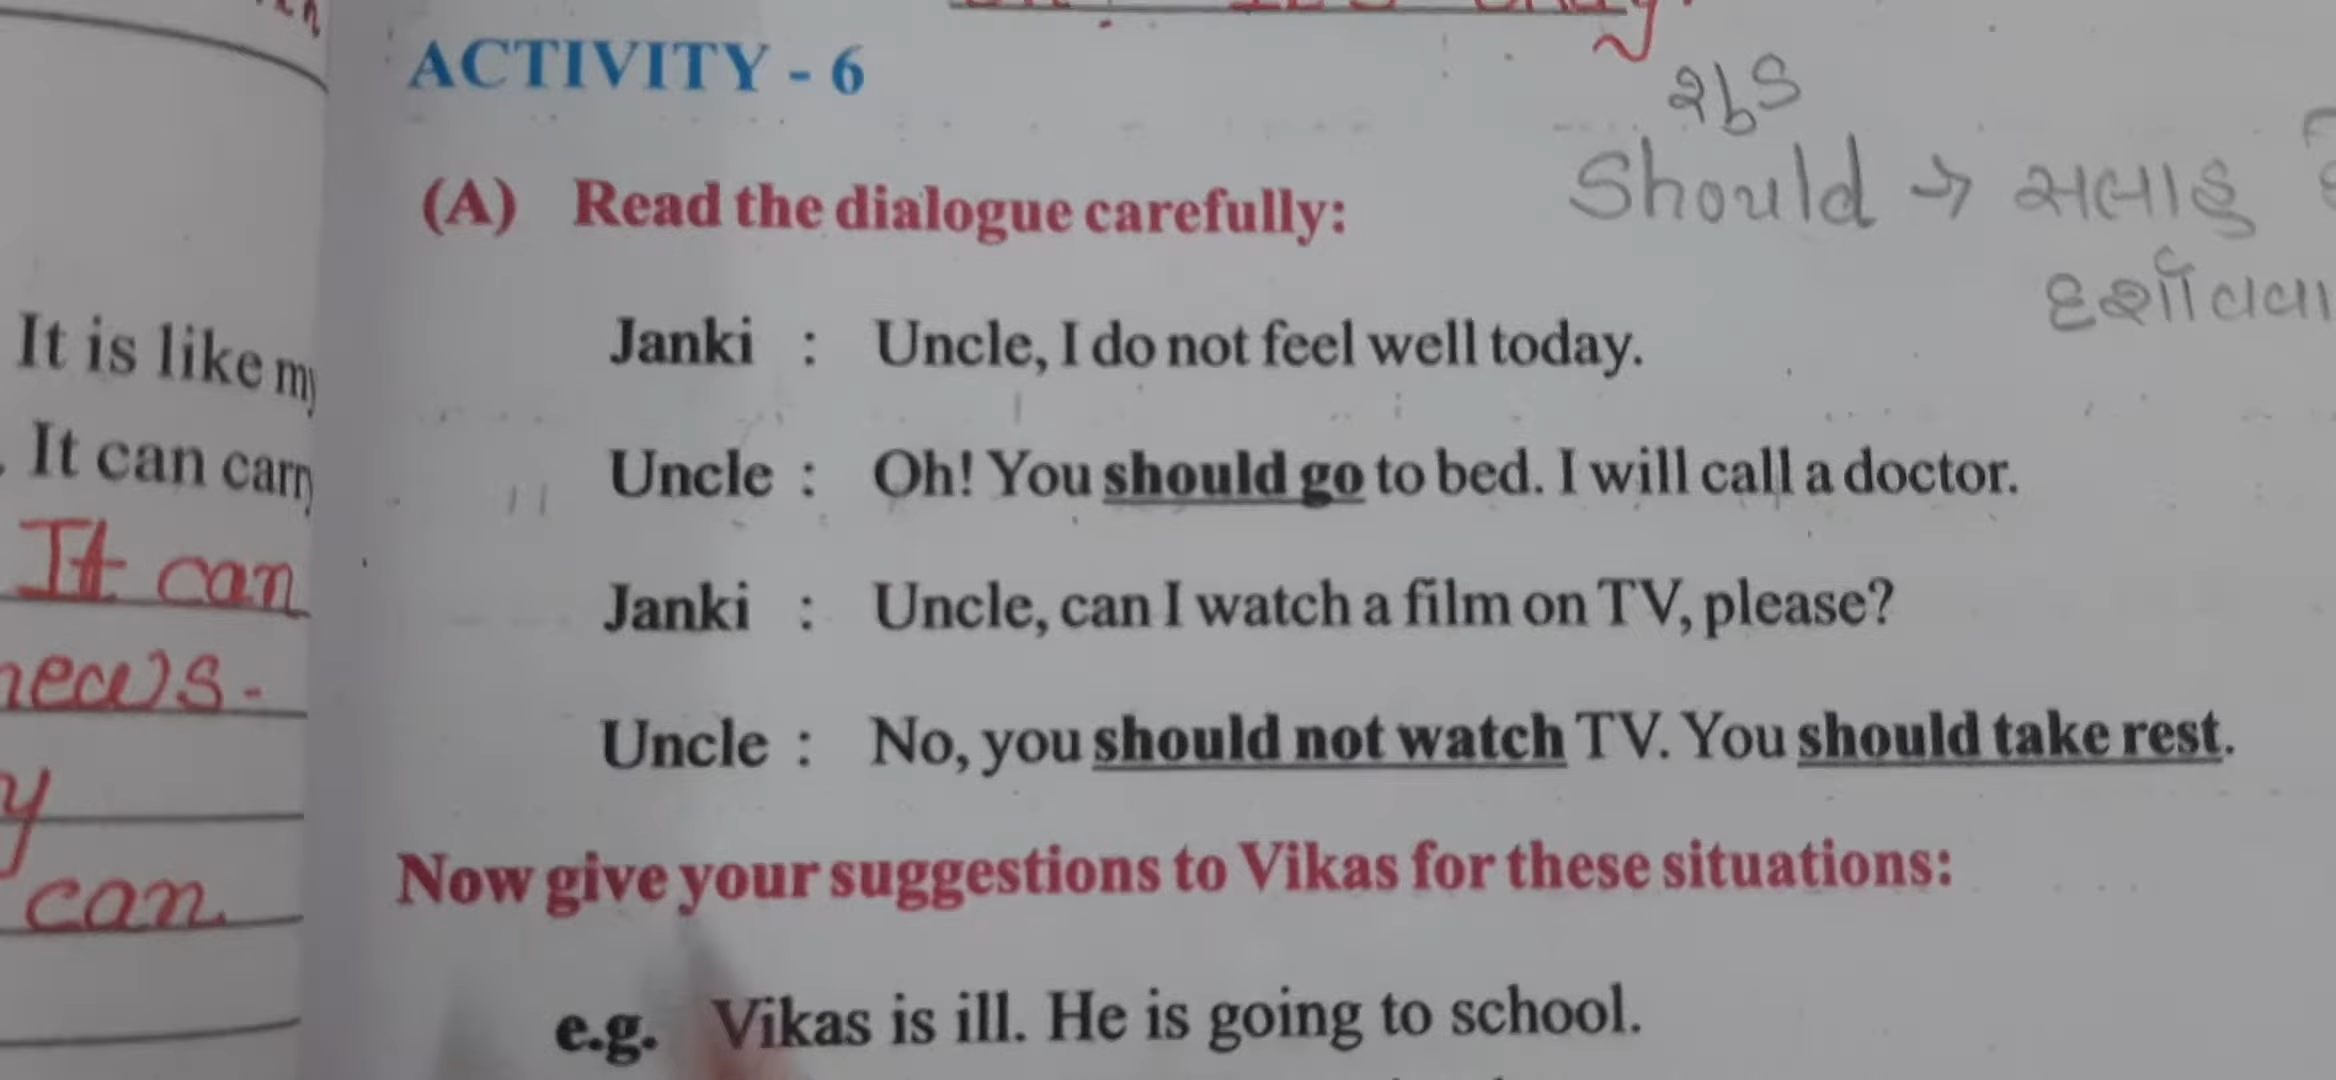 It is like my
. It can carry
It can
news.
y
can
ACTIVITY - 6
શુડ
Should → સલાહ
દર્શાવવા
(A) Read the dialogue carefully:
Janki : Uncle, I do not feel well today.
Uncle : Oh! You should go to bed. I will call a doctor.
Janki : Uncle, can I watch a film on TV, please?
Uncle : No, you should not watch TV. You should take rest.
Now give your suggestions to Vikas for these situations:
e.g. Vikas is ill. He is going to school.